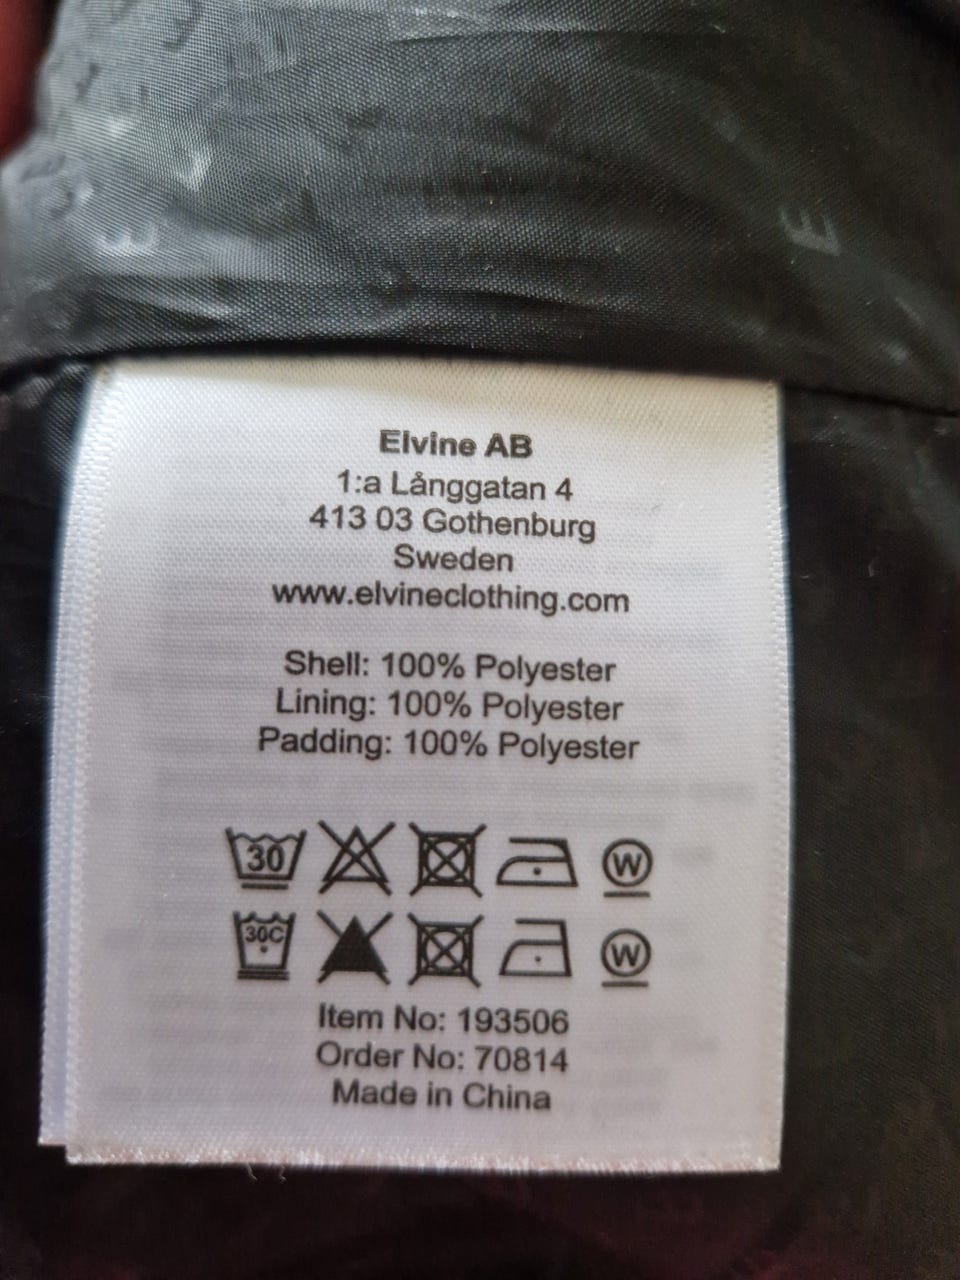 E E
Elvine AB
1:a Långgatan 4
413 03 Gothenburg
Sweden
www.elvineclothing.com
Shell: 100% Polyester
Lining: 100% Polyester
Padding: 100% Polyester
30 W
30C W
Item No: 193506
Order No: 70814
Made in China